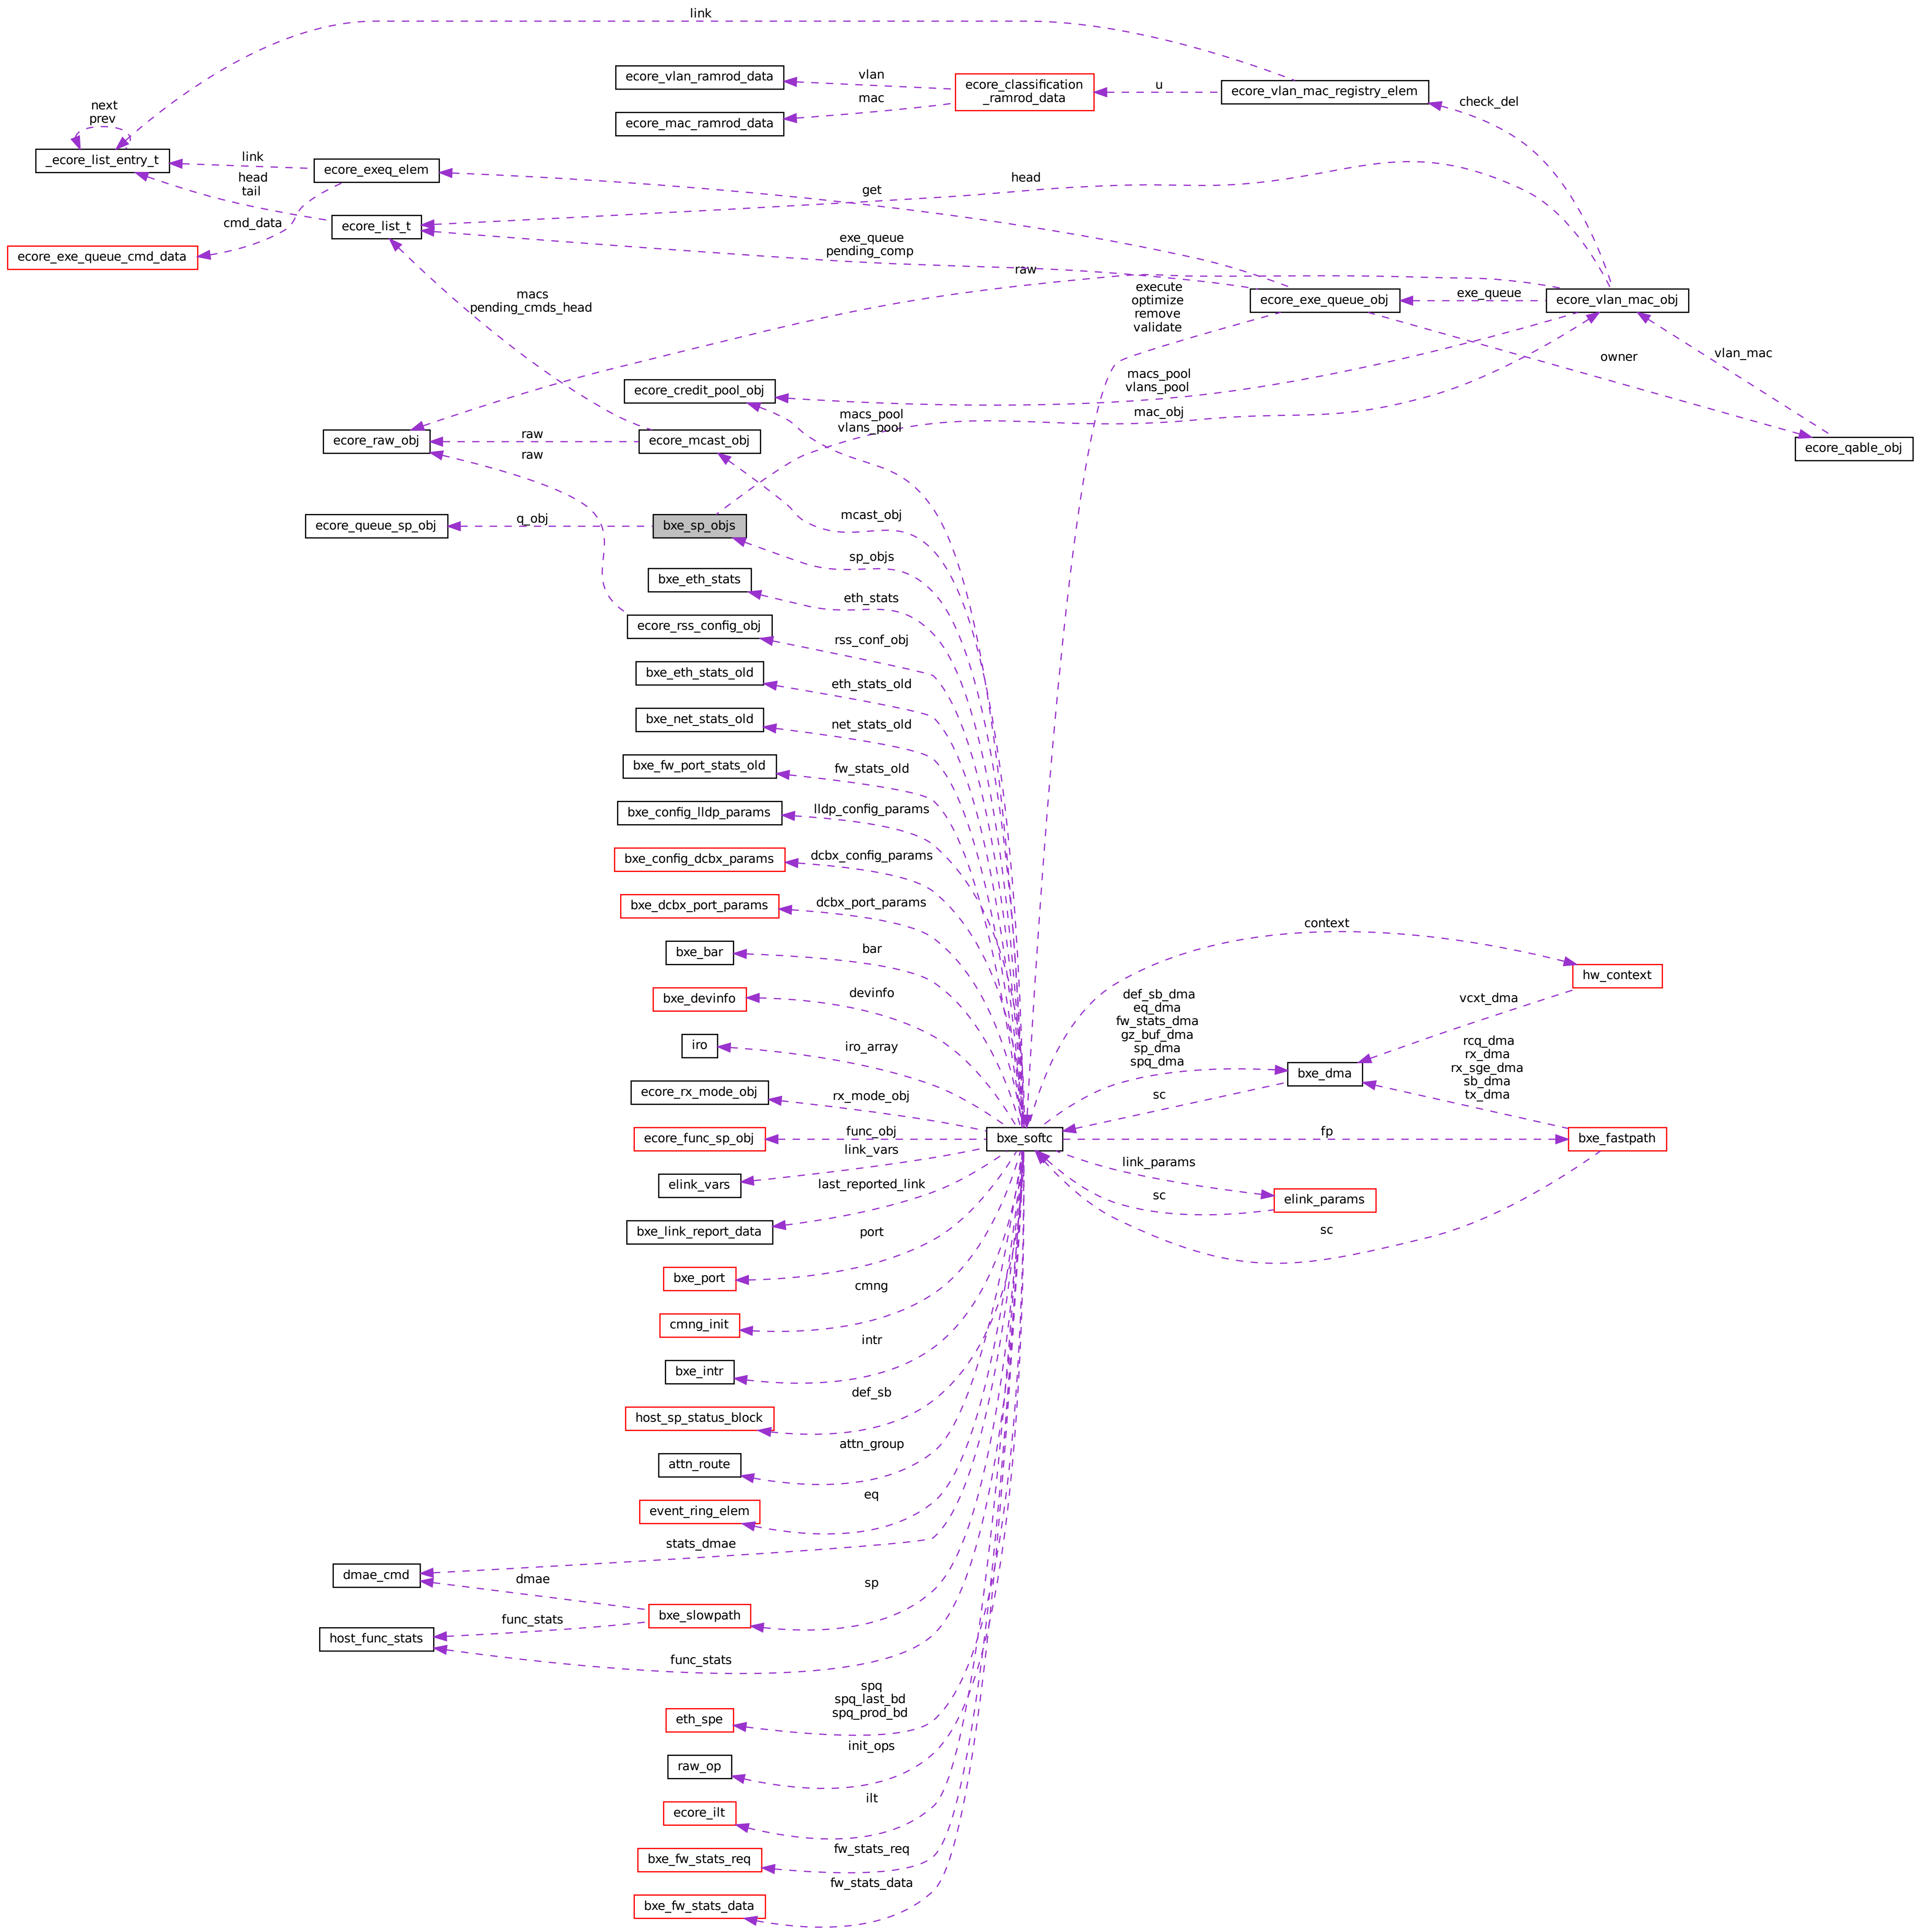 link
ecore_vlan_ramrod_data
vlan
ecore_classification
_ramrod_data
u
ecore_vlan_mac_registry_elem
mac
ecore_mac_ramrod_data
check_del
next
prev
_ecore_list_entry_t
link
ecore_exeq_elem
head
tail
get
head
cmd_data
ecore_list_t
ecore_exe_queue_cmd_data
exe_queue
pending_comp
raw
macs
pending_cmds_head
execute
optimize
remove
validate
ecore_exe_queue_obj
exe_queue
ecore_vlan_mac_obj
owner
vlan_mac
ecore_credit_pool_obj
macs_pool
vlans_pool
macs_pool
vlans_pool
mac_obj
ecore_raw_obj
raw
raw
ecore_mcast_obj
ecore_qable_obj
ecore_queue_sp_obj
q_obj
bxe_sp_objs
mcast_obj
sp_objs
bxe_eth_stats
eth_stats
ecore_rss_config_obj
rss_conf_obj
bxe_eth_stats_old
eth_stats_old
bxe_net_stats_old
net_stats_old
bxe_fw_port_stats_old
fw_stats_old
bxe_config_lldp_params
lldp_config_params
bxe_config_dcbx_params
dcbx_config_params
bxe_dcbx_port_params
dcbx_port_params
bxe_bar
bar
context
hw_context
bxe_devinfo
devinfo
def_sb_dma
eq_dma
fw_stats_dma
gz_buf_dma
sp_dma
spq_dma
vcxt_dma
iro
iro_array
bxe_dma
rcq_dma
rx_dma
rx_sge_dma
sb_dma
tx_dma
ecore_rx_mode_obj
rx_mode_obj
sc
ecore_func_sp_obj
func_obj
bxe_softc
fp
bxe_fastpath
link_vars
elink_vars
link_params
elink_params
last_reported_link
sc
bxe_link_report_data
port
sc
bxe_port
cmng
cmng_init
intr
bxe_intr
def_sb
host_sp_status_block
attn_group
attn_route
eq
event_ring_elem
stats_dmae
dmae_cmd
dmae
sp
bxe_slowpath
func_stats
host_func_stats
func_stats
spq
spq_last_bd
spq_prod_bd
eth_spe
init_ops
raw_op
ilt
ecore_ilt
fw_stats_req
bxe_fw_stats_req
fw_stats_data
bxe_fw_stats_data